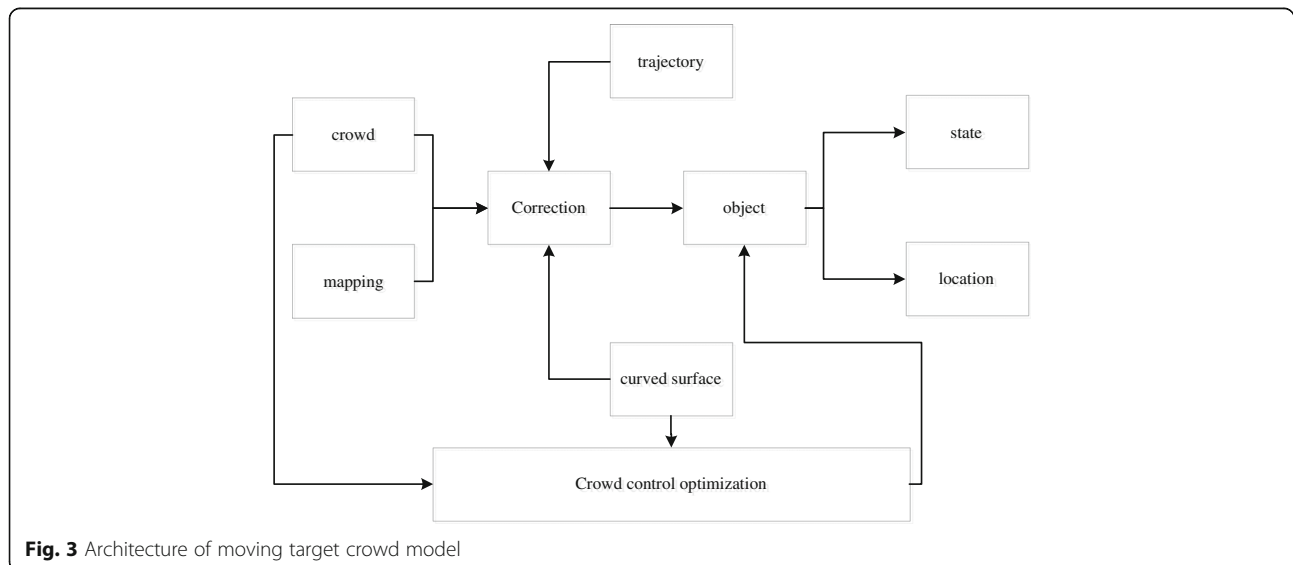 trajectory
crowd
state
Correction
object
mapping
location
curved surface
Crowd control optimization
Fig. 3 Architecture of moving target crowd model